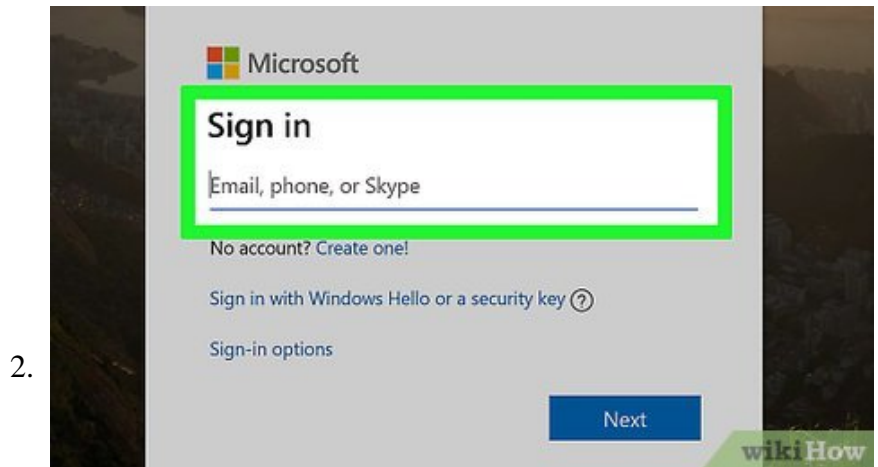 Microsoft
Sign in
Email, phone, or Skype
No account? Create one!
Sign in with Windows Hello or a security key ?
Sign-in options
2.
Next
wikiHow